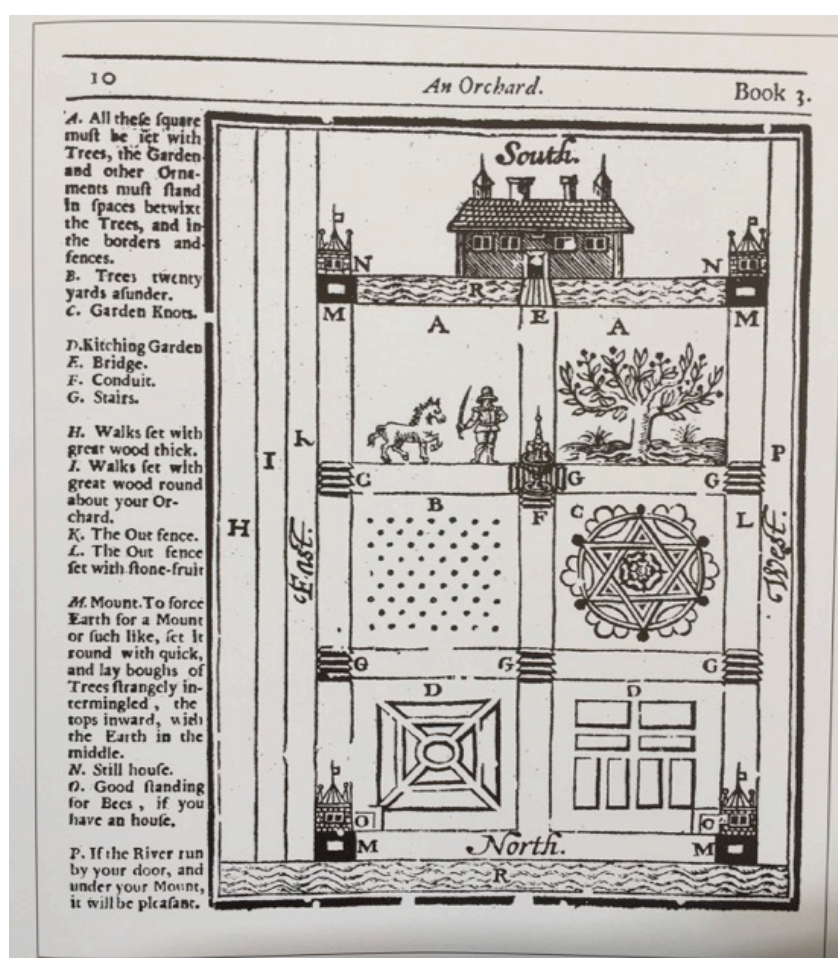 10 An Orchard. Book 3.
A. All theſe ſquare
muſt be ſet with
Trees, the Garden
and other Orna-
ments muſt ſtand
in ſpaces betwixt
the Trees, and in
the borders and
fences.
B. Trees twenty
yards aſunder.
C. Garden Knots.
D. Kitching Garden
E. Bridge.
F. Conduit.
G. Stairs.
H. Walks ſet with
great wood thick.
I. Walks ſet with
great wood round
about your Or-
chard.
K. The Out fence.
L. The Out fence
ſet with ſtone-fruit
M. Mount. To force
Earth for a Mount
or ſuch like, ſet it
round with quick,
and lay boughs of
Trees ſtrangely in-
termingled, the
tops inward, with
the Earth in the
middle.
N. Still houſe.
O. Good ſtanding
for Bees, if you
have an houſe.
P. If the River run
by your door, and
under your Mount,
it will be pleaſant.
South.
N N
R
M E M
A A
K P
I
G G G
B C L
H F
Eaſt. Weſt.
G G G
D D
O O
M North. M
R